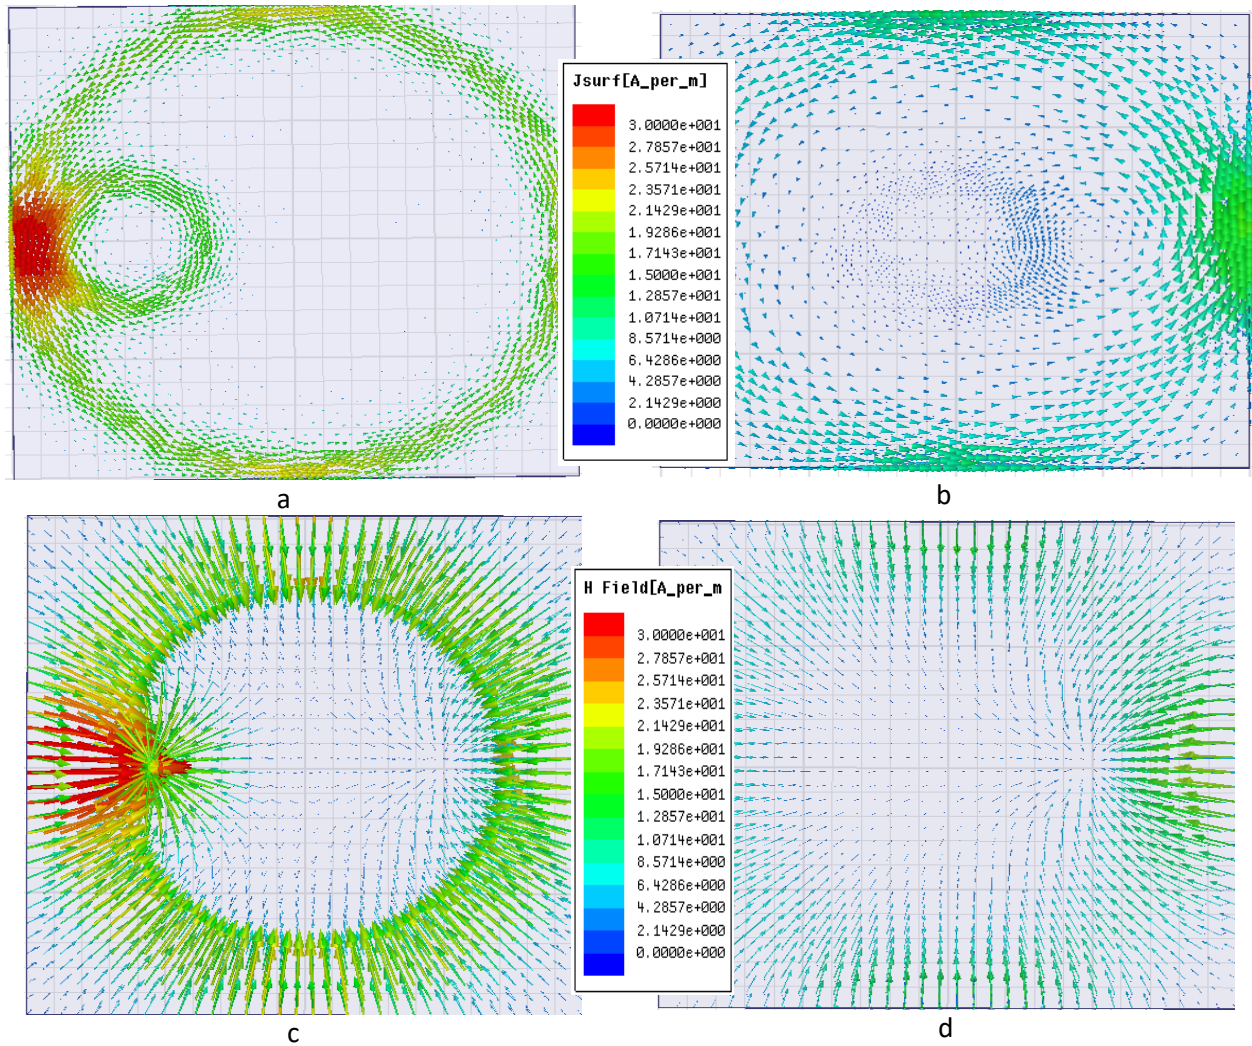 Jsurf[A_per_m]
3.0000e+001
2.7857e+001
2.5714e+001
2.3571e+001
2.1429e+001
1.9286e+001
1.7143e+001
1.5000e+001
1.2857e+001
1.0714e+001
8.5714e+000
6.4286e+000
4.2857e+000
2.1429e+000
0.0000e+000
a
b
H Field[A_per_m
3.0000e+001
2.7857e+001
2.5714e+001
2.3571e+001
2.1429e+001
1.9286e+001
1.7143e+001
1.5000e+001
1.2857e+001
1.0714e+001
8.5714e+000
6.4286e+000
4.2857e+000
2.1429e+000
0.0000e+000
c
d